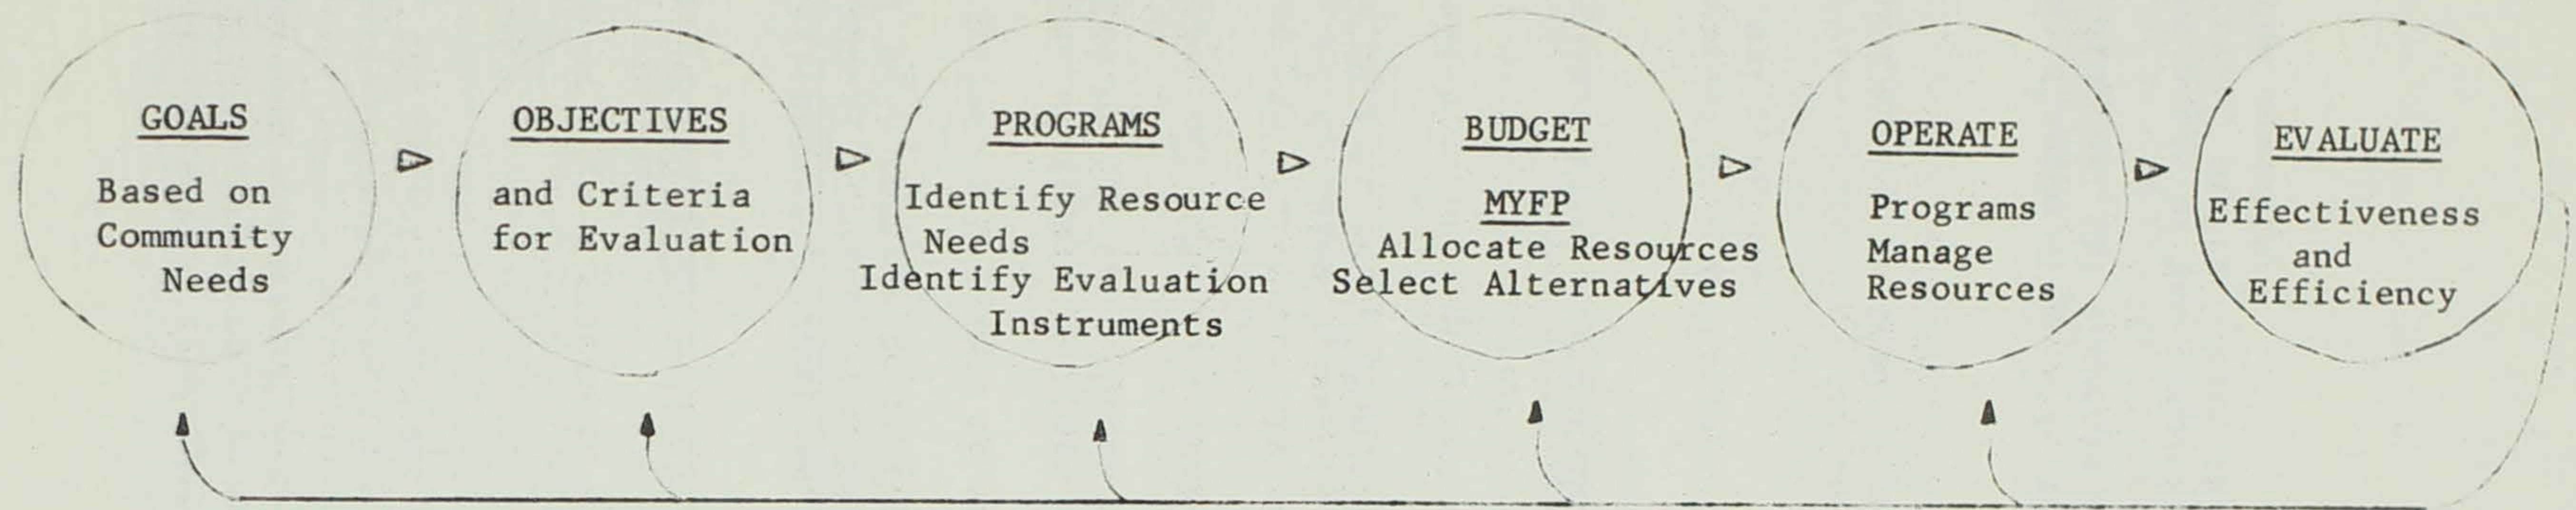 GOALS
Based on
Community
Needs
OBJECTIVES
and Criteria
for Evaluation
PROGRAMS
Identify Resource
Needs
Identify Evaluation
Instruments
BUDGET
MYFP
Allocate Resources
Select Alternatives
OPERATE
Programs
Manage
Resources
EVALUATE
Effectiveness
and
Efficiency